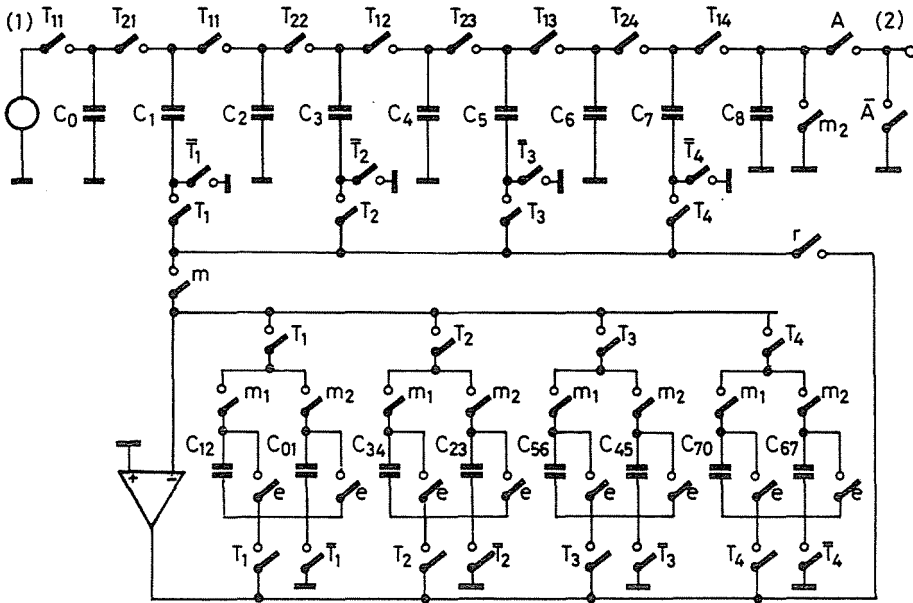 (1) T11 T21 T11 T22 T12 T23 T13 T24 T14 A (2)
C0 C1 C2 C3 C4 C5 C6 C7 C8 m2 Ā
T̄1 T̄2 T̄3 T̄4
T1 T2 T3 T4
r
m
T1 T2 T3 T4
m1 m2 m1 m2 m1 m2 m1 m2
C12 C01 C34 C23 C56 C45 C70 C67
+ − e e e e e e e e
T1 T̄1 T2 T̄2 T3 T̄3 T4 T̄4